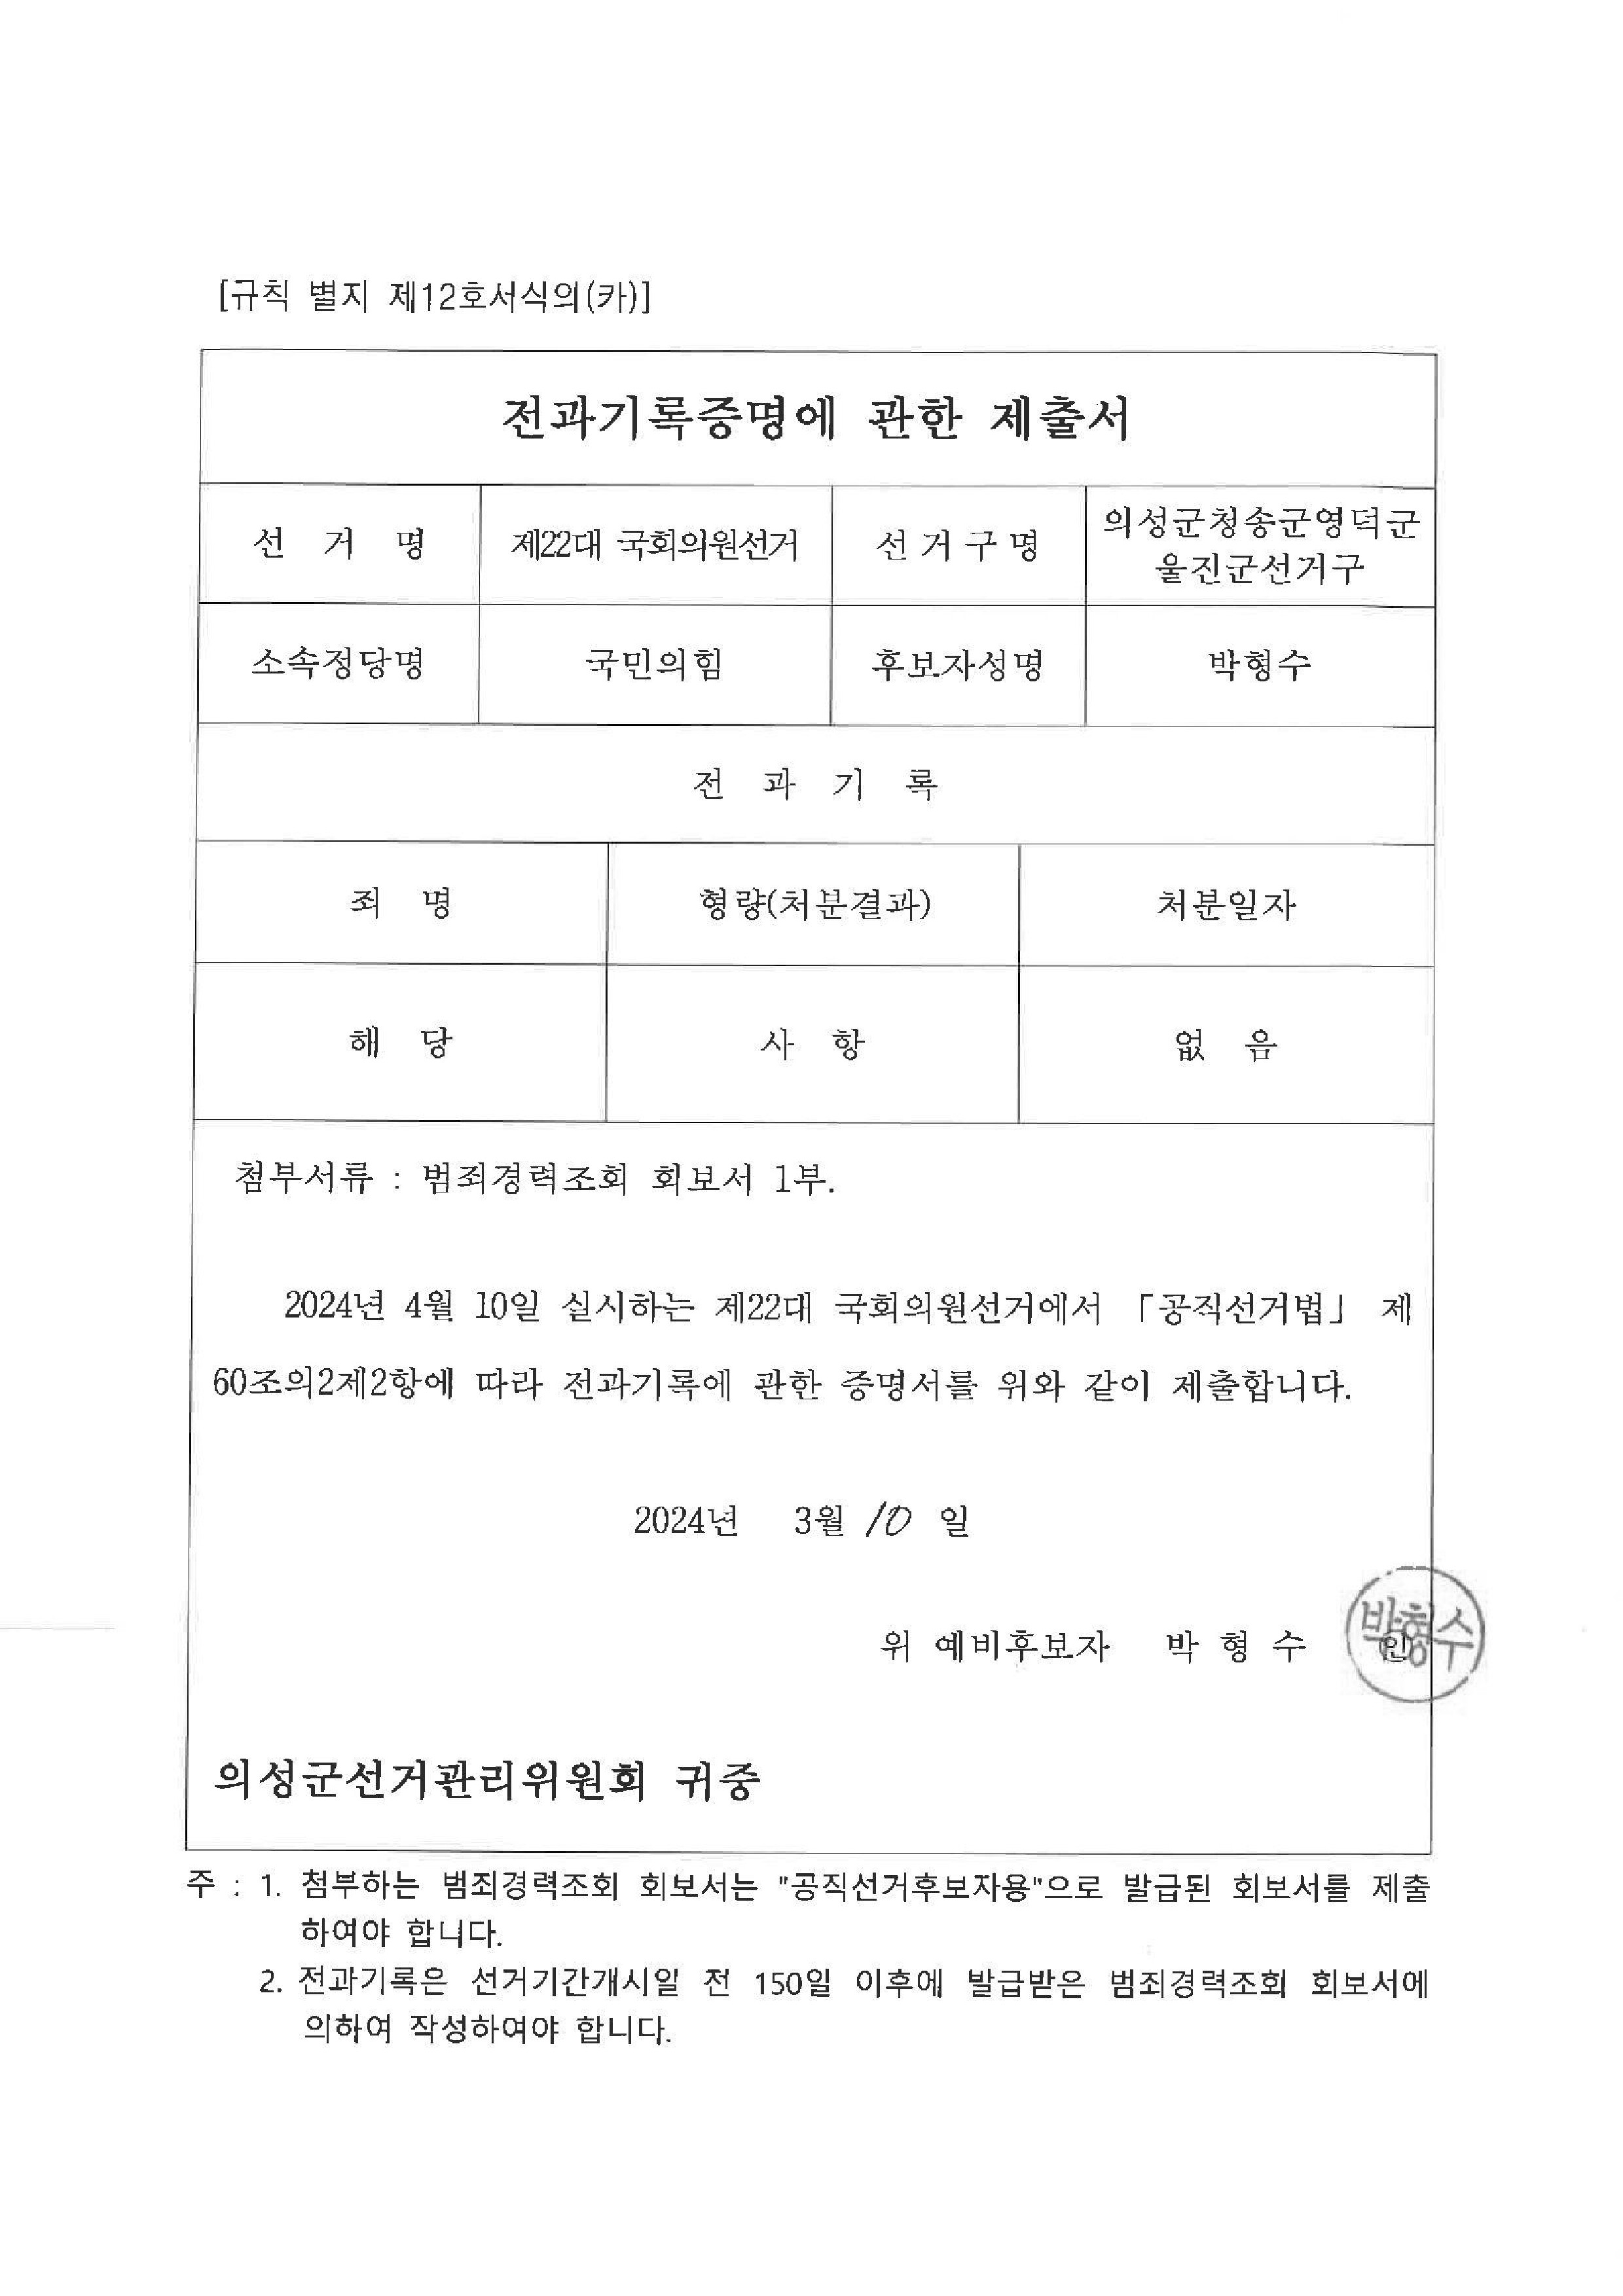 [규칙 별지 제12호서식의(카)]
전과기록증명에 관한 제출서
선 거 명 제22대 국회의원선거 선거구명 의성군청송군영덕군
울진군선거구
소속정당명 국민의힘 후보자성명 박형수
전 과 기 록
죄 명 형량(처분결과) 처분일자
해 당 사 항 없 음
첨부서류 : 범죄경력조회 회보서 1부.
2024년 4월 10일 실시하는 제22대 국회의원선거에서 「공직선거법」 제
60조의2제2항에 따라 전과기록에 관한 증명서를 위와 같이 제출합니다.
2024년 3월 10 일
위 예비후보자 박 형 수 인
박형수
의성군선거관리위원회 귀중
주 : 1. 첨부하는 범죄경력조회 회보서는 "공직선거후보자용"으로 발급된 회보서를 제출
하여야 합니다.
2. 전과기록은 선거기간개시일 전 150일 이후에 발급받은 범죄경력조회 회보서에
의하여 작성하여야 합니다.